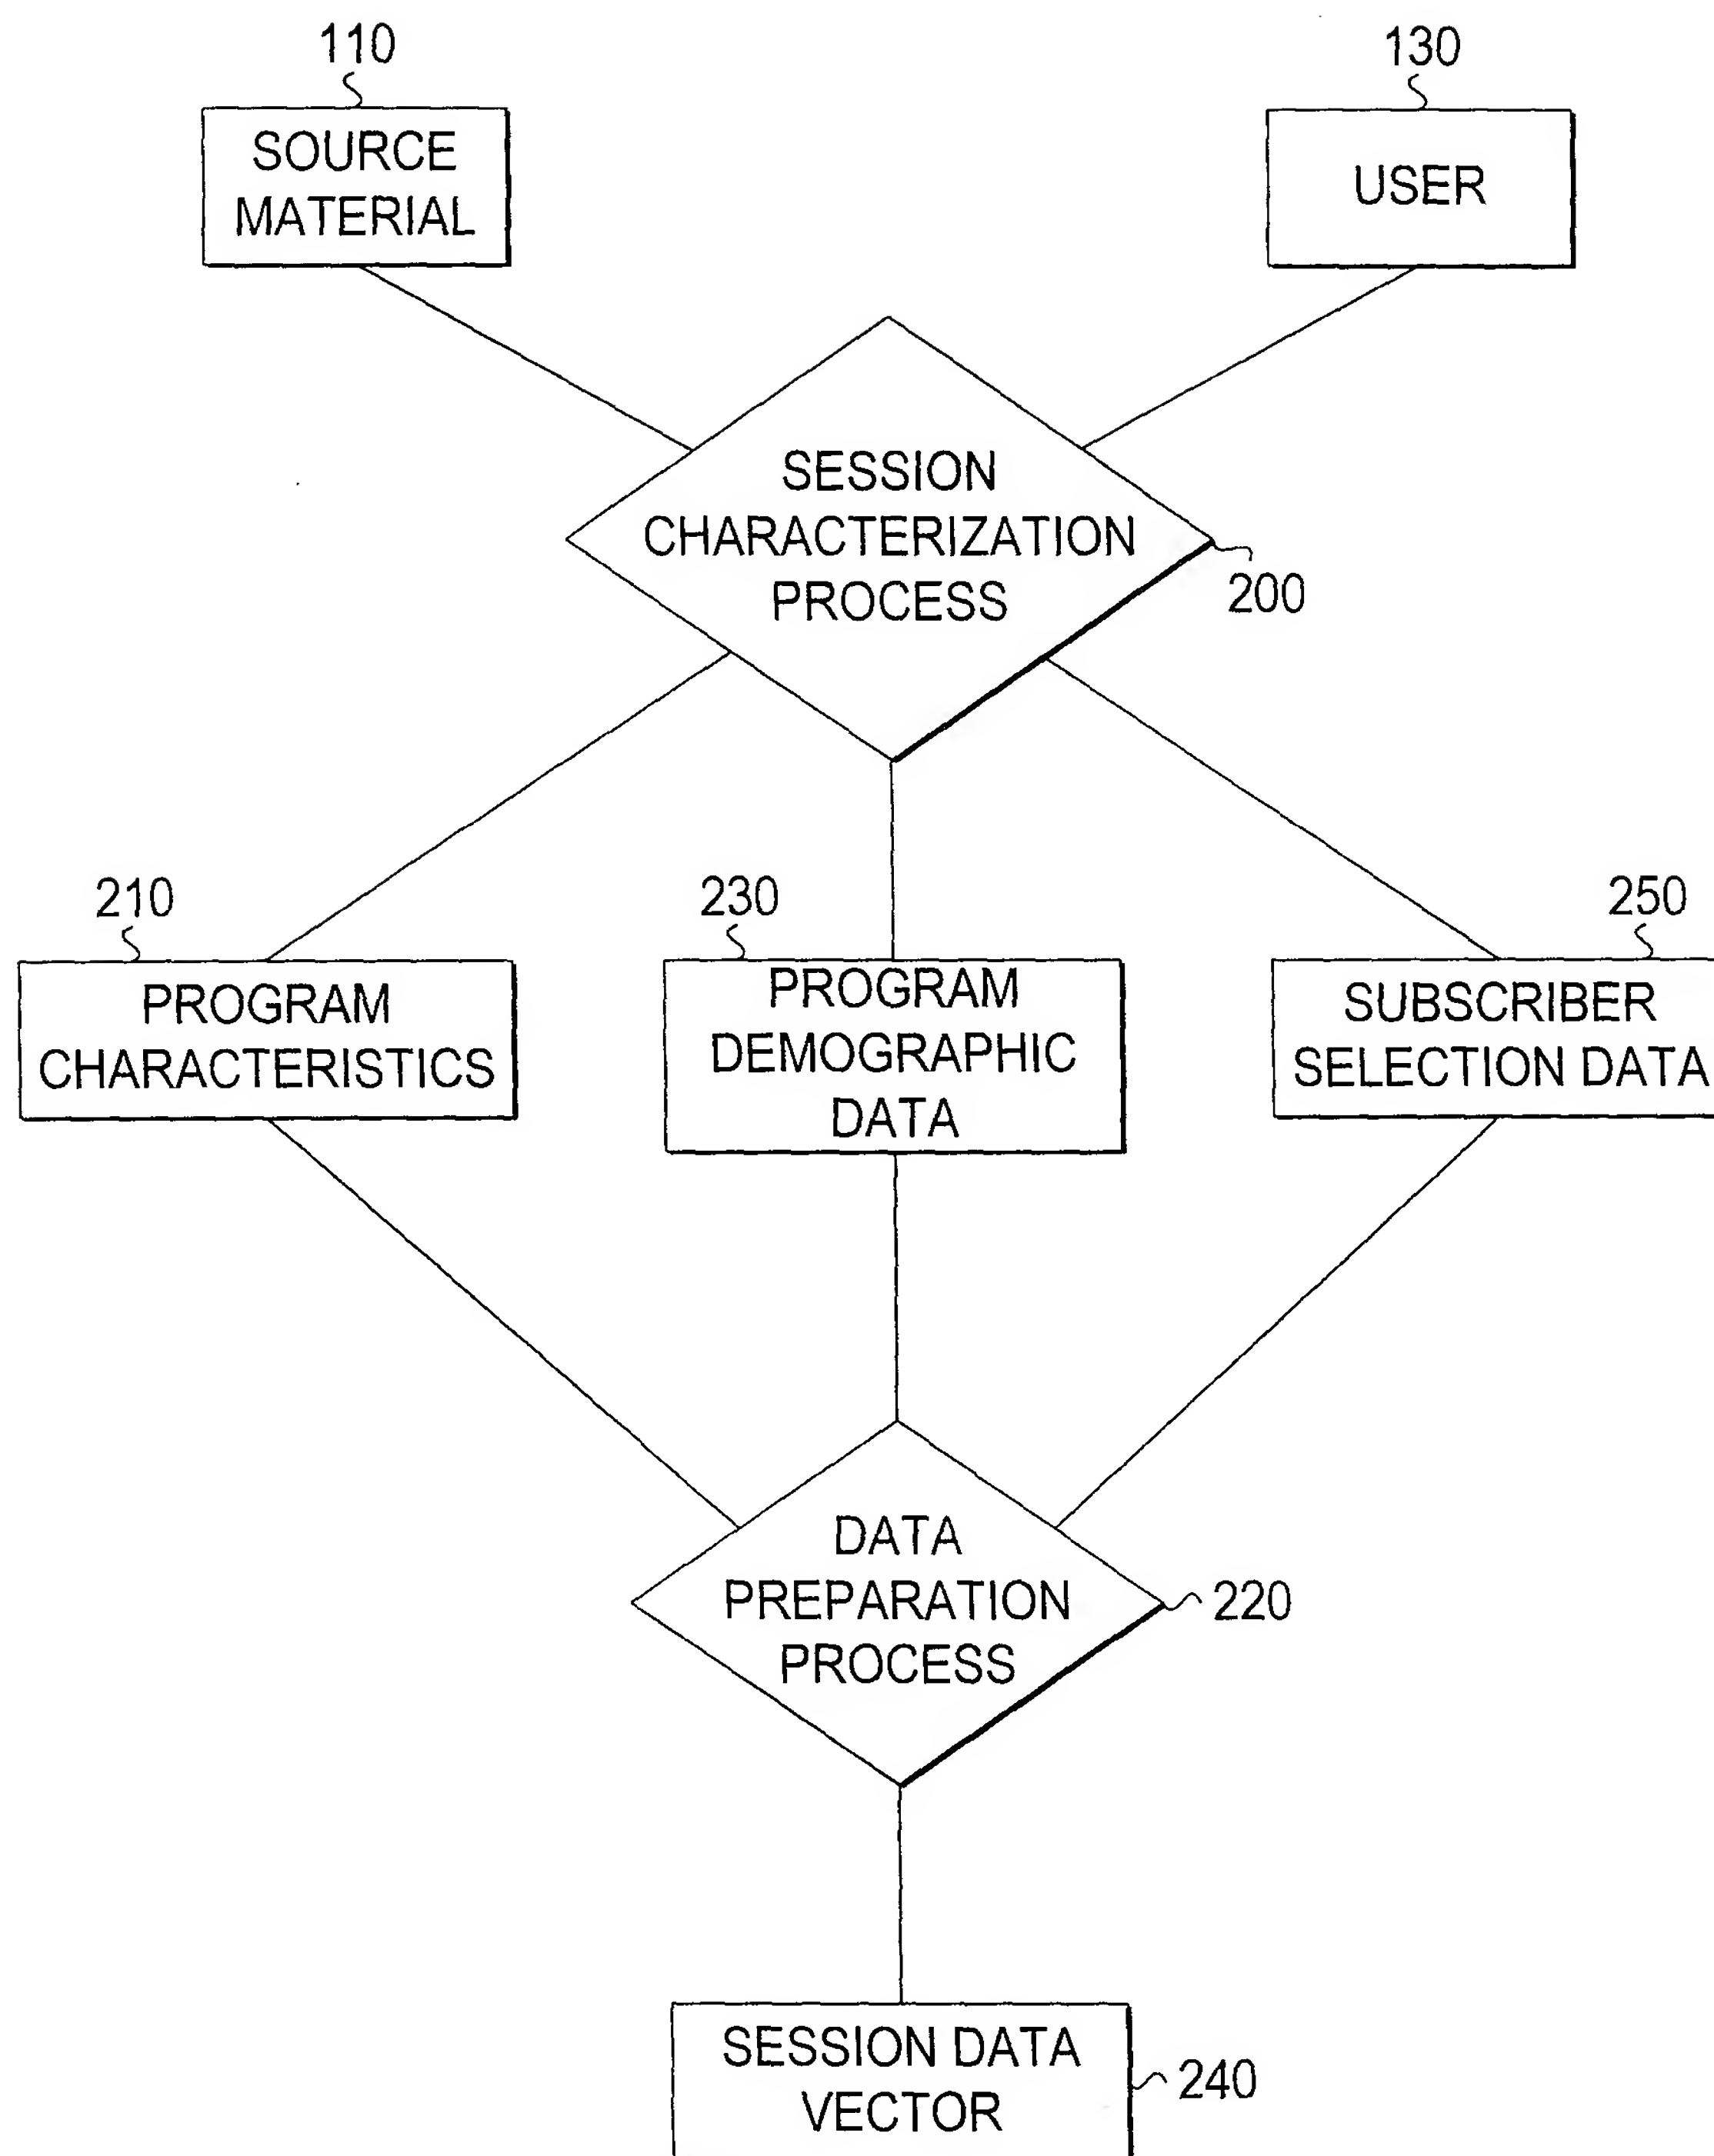 110
130
SOURCE
MATERIAL
USER
SESSION
CHARACTERIZATION
PROCESS
200
210
230
250
PROGRAM
CHARACTERISTICS
PROGRAM
DEMOGRAPHIC
DATA
SUBSCRIBER
SELECTION DATA
DATA
PREPARATION
PROCESS
220
SESSION DATA
VECTOR
240